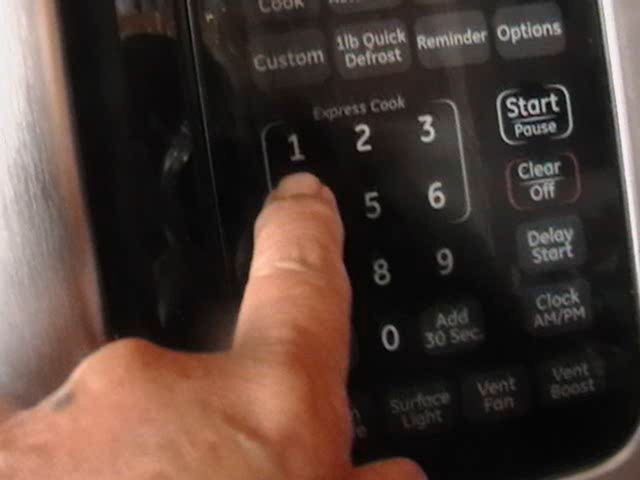 Cook
Custom
1lb Quick
Defrost
Reminder
Options
Express Cook
1 2 3
Start
Pause
5 6
Clear
Off
8 9
Delay
Start
0
Add
30 Sec
Clock
AM/PM
Surface
Light
Vent
Fan
Vent
Boost